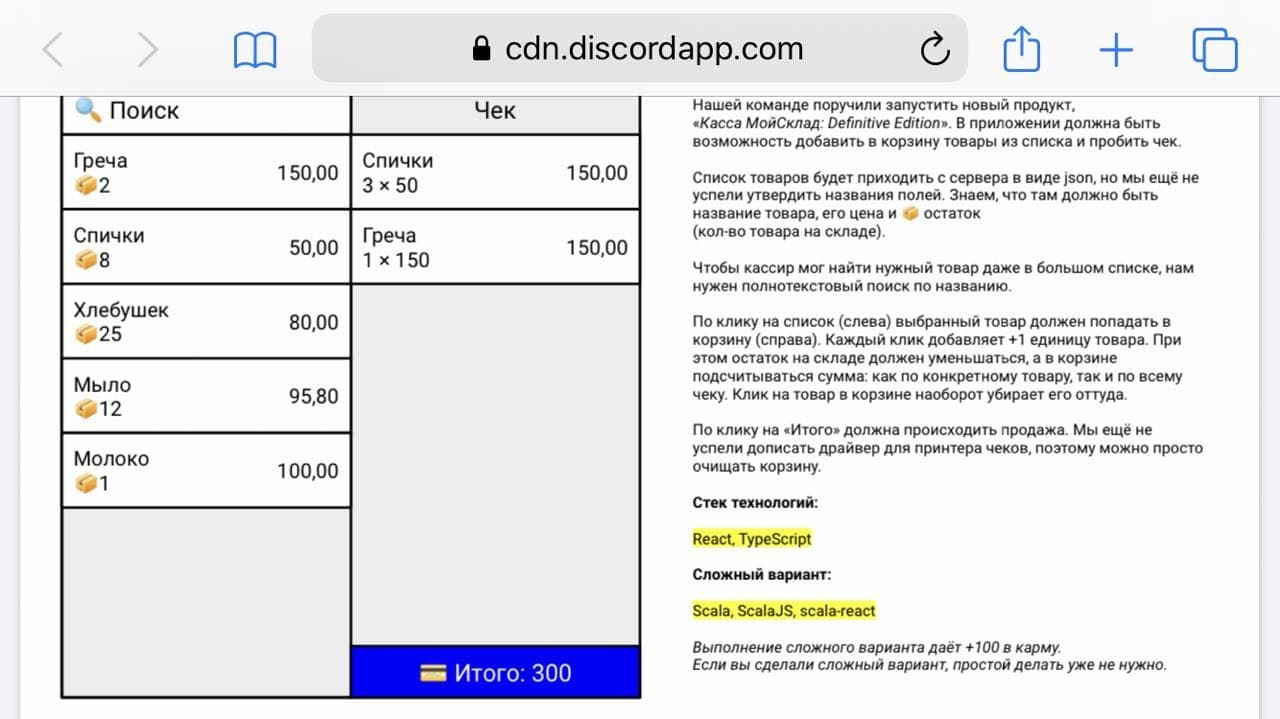 cdn.discordapp.com
🔍 Поиск
Чек
Греча
📦2
150,00
Спички
3 × 50
150,00
Спички
📦8
50,00
Греча
1 × 150
150,00
Хлебушек
📦25
80,00
Мыло
📦12
95,80
Молоко
📦1
100,00
💳 Итого: 300
Нашей команде поручили запустить новый продукт,
«Касса МойСклад: Definitive Edition». В приложении должна быть
возможность добавить в корзину товары из списка и пробить чек.
Список товаров будет приходить с сервера в виде json, но мы ещё не
успели утвердить названия полей. Знаем, что там должно быть
название товара, его цена и 📦 остаток
(кол-во товара на складе).
Чтобы кассир мог найти нужный товар даже в большом списке, нам
нужен полнотекстовый поиск по названию.
По клику на список (слева) выбранный товар должен попадать в
корзину (справа). Каждый клик добавляет +1 единицу товара. При
этом остаток на складе должен уменьшаться, а в корзине
подсчитываться сумма: как по конкретному товару, так и по всему
чеку. Клик на товар в корзине наоборот убирает его оттуда.
По клику на «Итого» должна происходить продажа. Мы ещё не
успели дописать драйвер для принтера чеков, поэтому можно просто
очищать корзину.
Стек технологий:
React, TypeScript
Сложный вариант:
Scala, ScalaJS, scala-react
Выполнение сложного варианта даёт +100 в карму.
Если вы сделали сложный вариант, простой делать уже не нужно.